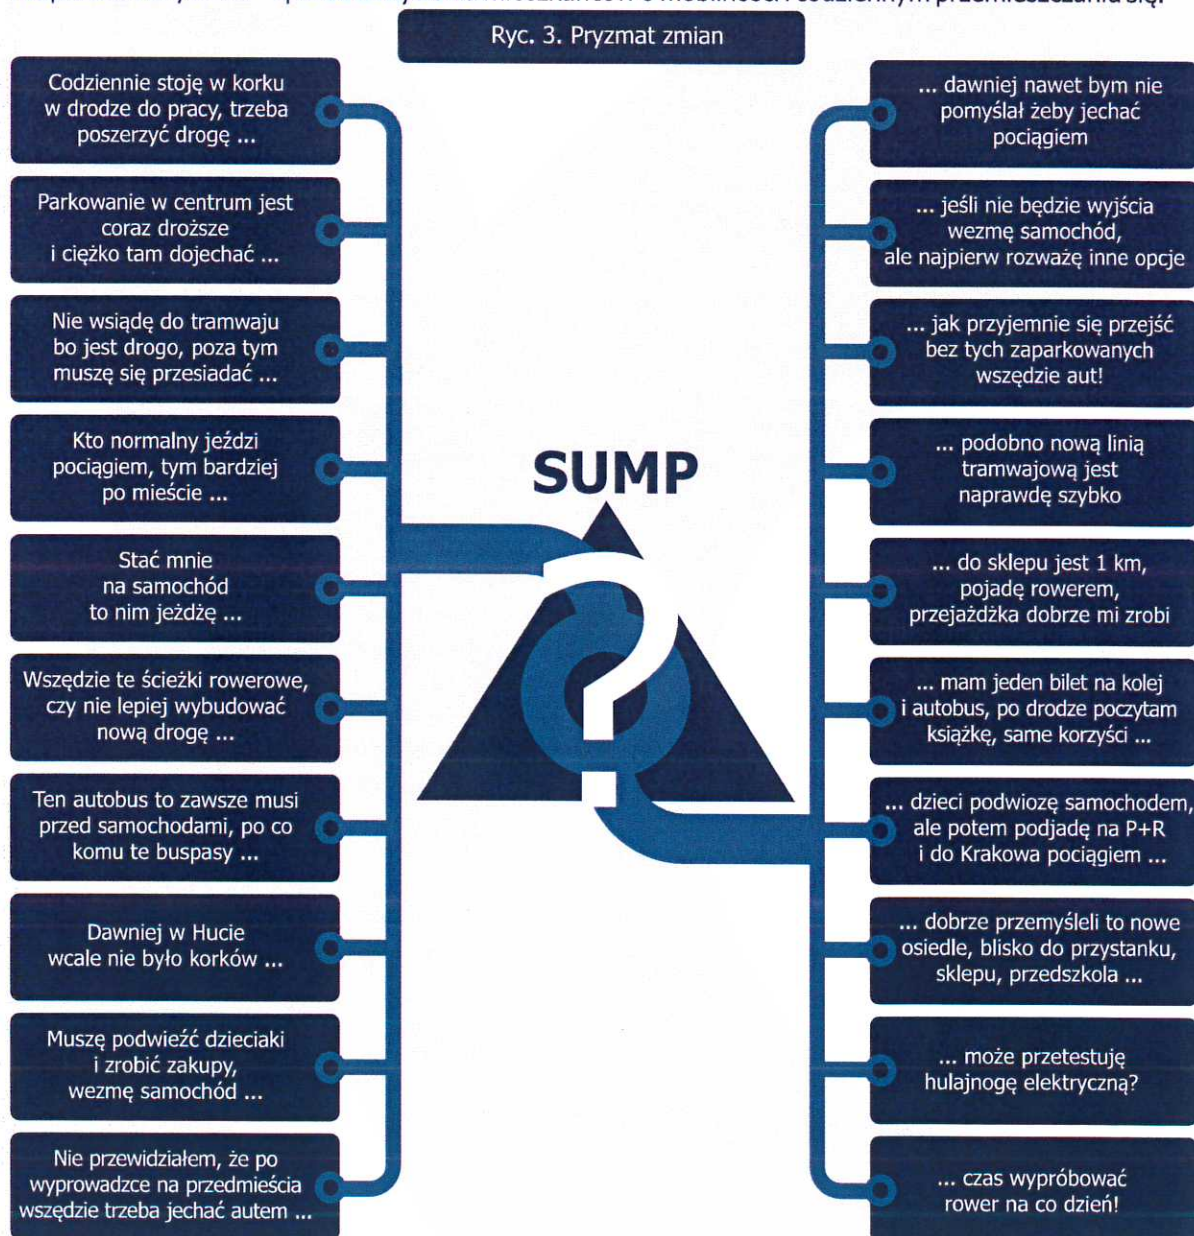 Ryc. 3. Pryzmat zmian
Codziennie stoję w korku
w drodze do pracy, trzeba
poszerzyć drogę ...
Parkowanie w centrum jest
coraz droższe
i ciężko tam dojechać ...
Nie wsiądę do tramwaju
bo jest drogo, poza tym
muszę się przesiadać ...
Kto normalny jeździ
pociągiem, tym bardziej
po mieście ...
Stać mnie
na samochód
to nim jeżdżę ...
Wszędzie te ścieżki rowerowe,
czy nie lepiej wybudować
nową drogę ...
Ten autobus to zawsze musi
przed samochodami, po co
komu te buspasy ...
Dawniej w Hucie
wcale nie było korków ...
Muszę podwieźć dzieciaki
i zrobić zakupy,
wezmę samochód ...
Nie przewidziałem, że po
wyprowadzce na przedmieścia
wszędzie trzeba jechać autem ...
SUMP
?
... dawniej nawet bym nie
pomyślał żeby jechać
pociągiem
... jeśli nie będzie wyjścia
wezmę samochód,
ale najpierw rozważę inne opcje
... jak przyjemnie się przejść
bez tych zaparkowanych
wszędzie aut!
... podobno nową linią
tramwajową jest
naprawdę szybko
... do sklepu jest 1 km,
pojadę rowerem,
przejażdżka dobrze mi zrobi
... mam jeden bilet na kolej
i autobus, po drodze poczytam
książkę, same korzyści ...
... dzieci podwiozę samochodem,
ale potem podjadę na P+R
i do Krakowa pociągiem ...
... dobrze przemyśleli to nowe
osiedle, blisko do przystanku,
sklepu, przedszkola ...
... może przetestuję
hulajnogę elektryczną?
... czas wypróbować
rower na co dzień!